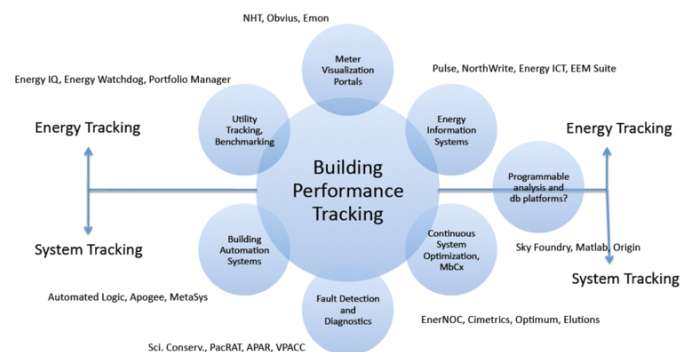 NHT, Obvius, Emon
Meter
Visualization
Portals
Pulse, NorthWrite, Energy ICT, EEM Suite
Energy IQ, Energy Watchdog, Portfolio Manager
Utility
Tracking,
Benchmarking
Energy
Information
Systems
Energy Tracking
Energy Tracking
Building
Performance
Tracking
Programmable
analysis and
db platforms?
System Tracking
Building
Automation
Systems
Continuous
System
Optimization,
MbCx
Sky Foundry, Matlab, Origin
System Tracking
Automated Logic, Apogee, MetaSys
Fault Detection
and
Diagnostics
EnerNOC, Cimetrics, Optimum, Elutions
Sci. Conserv., PacRAT, APAR, VPACC